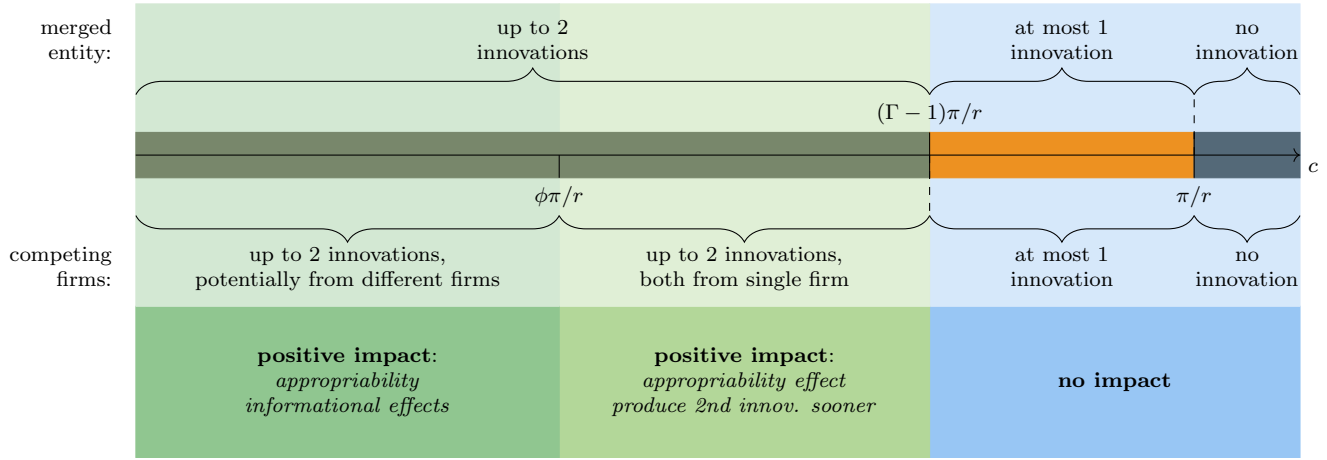 merged
entity:
up to 2
innovations
at most 1
innovation
no
innovation
(Γ − 1)π/r
c
ϕπ/r
π/r
competing
firms:
up to 2 innovations,
potentially from different firms
up to 2 innovations,
both from single firm
at most 1
innovation
no
innovation
positive impact:
appropriability
informational effects
positive impact:
appropriability effect
produce 2nd innov. sooner
no impact